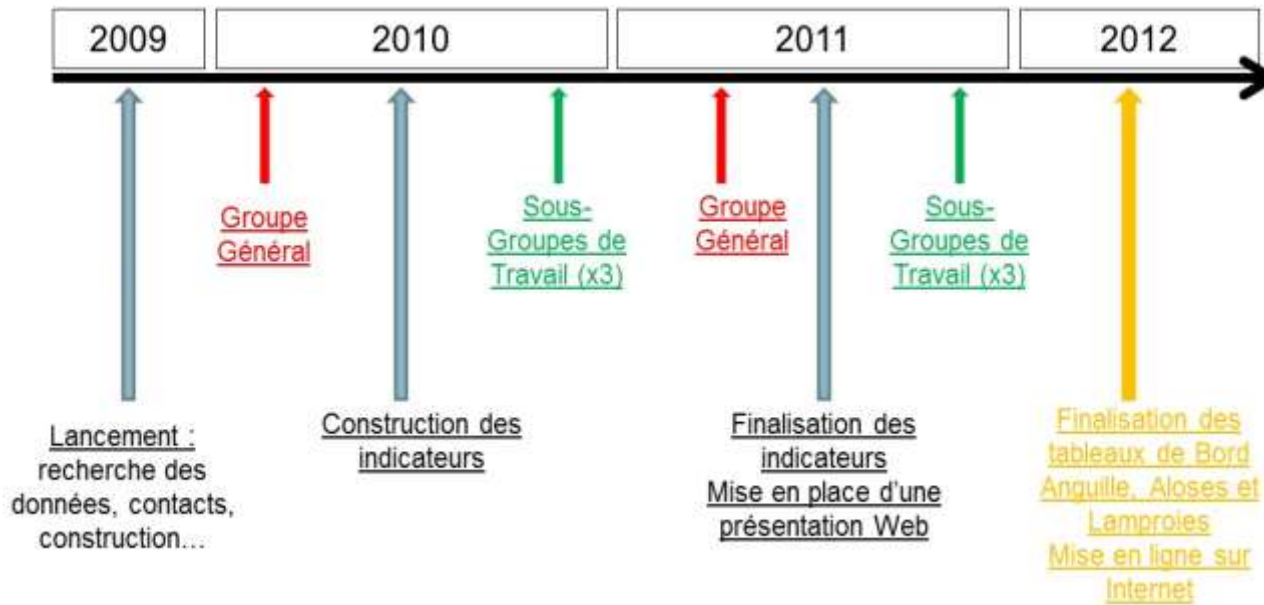 2009
2010
2011
2012
Groupe
Général
Sous-
Groupes de
Travail (x3)
Groupe
Général
Sous-
Groupes de
Travail (x3)
Lancement :
recherche des
données, contacts,
construction…
Construction des
indicateurs
Finalisation des
indicateurs
Mise en place d’une
présentation Web
Finalisation des
tableaux de Bord
Anguille, Aloses et
Lamproies
Mise en ligne sur
Internet